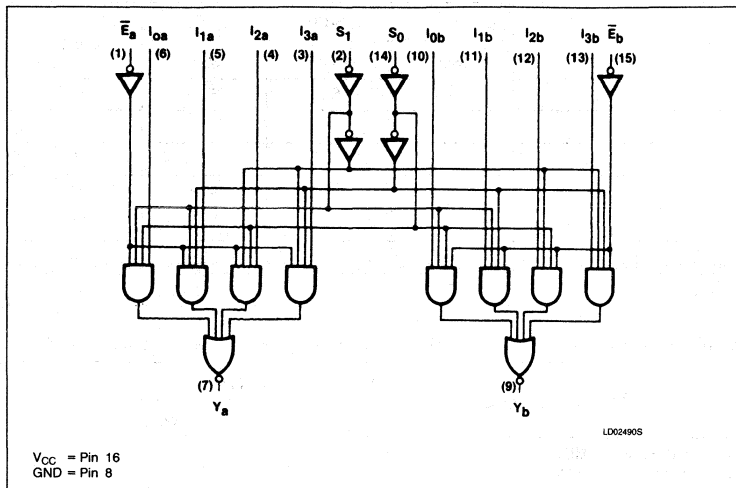 Ēa I0a I1a I2a I3a S1 S0 I0b I1b I2b I3b Ēb
(1) (6) (5) (4) (3) (2) (14) (10) (11) (12) (13) (15)
(7) (9)
Ya Yb
LD02490S
VCC = Pin 16
GND = Pin 8